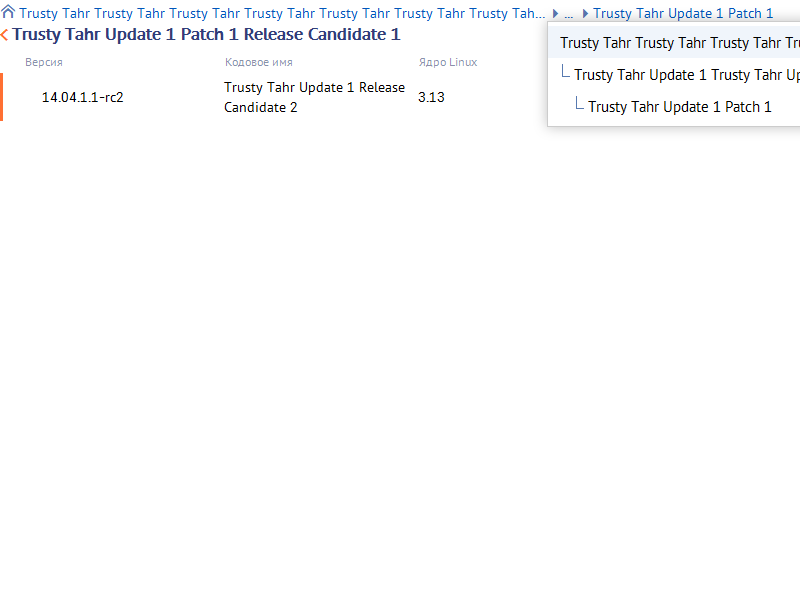 Trusty Tahr Trusty Tahr Trusty Tahr Trusty Tahr Trusty Tahr Trusty Tahr Trusty Tah... ... Trusty Tahr Update 1 Patch 1
Trusty Tahr Update 1 Patch 1 Release Candidate 1
Trusty Tahr Trusty Tahr Trusty Tahr Tru
Версия Кодовое имя Ядро Linux
Trusty Tahr Update 1 Trusty Tahr Up
14.04.1.1-rc2
Trusty Tahr Update 1 Release
Candidate 2
3.13
Trusty Tahr Update 1 Patch 1